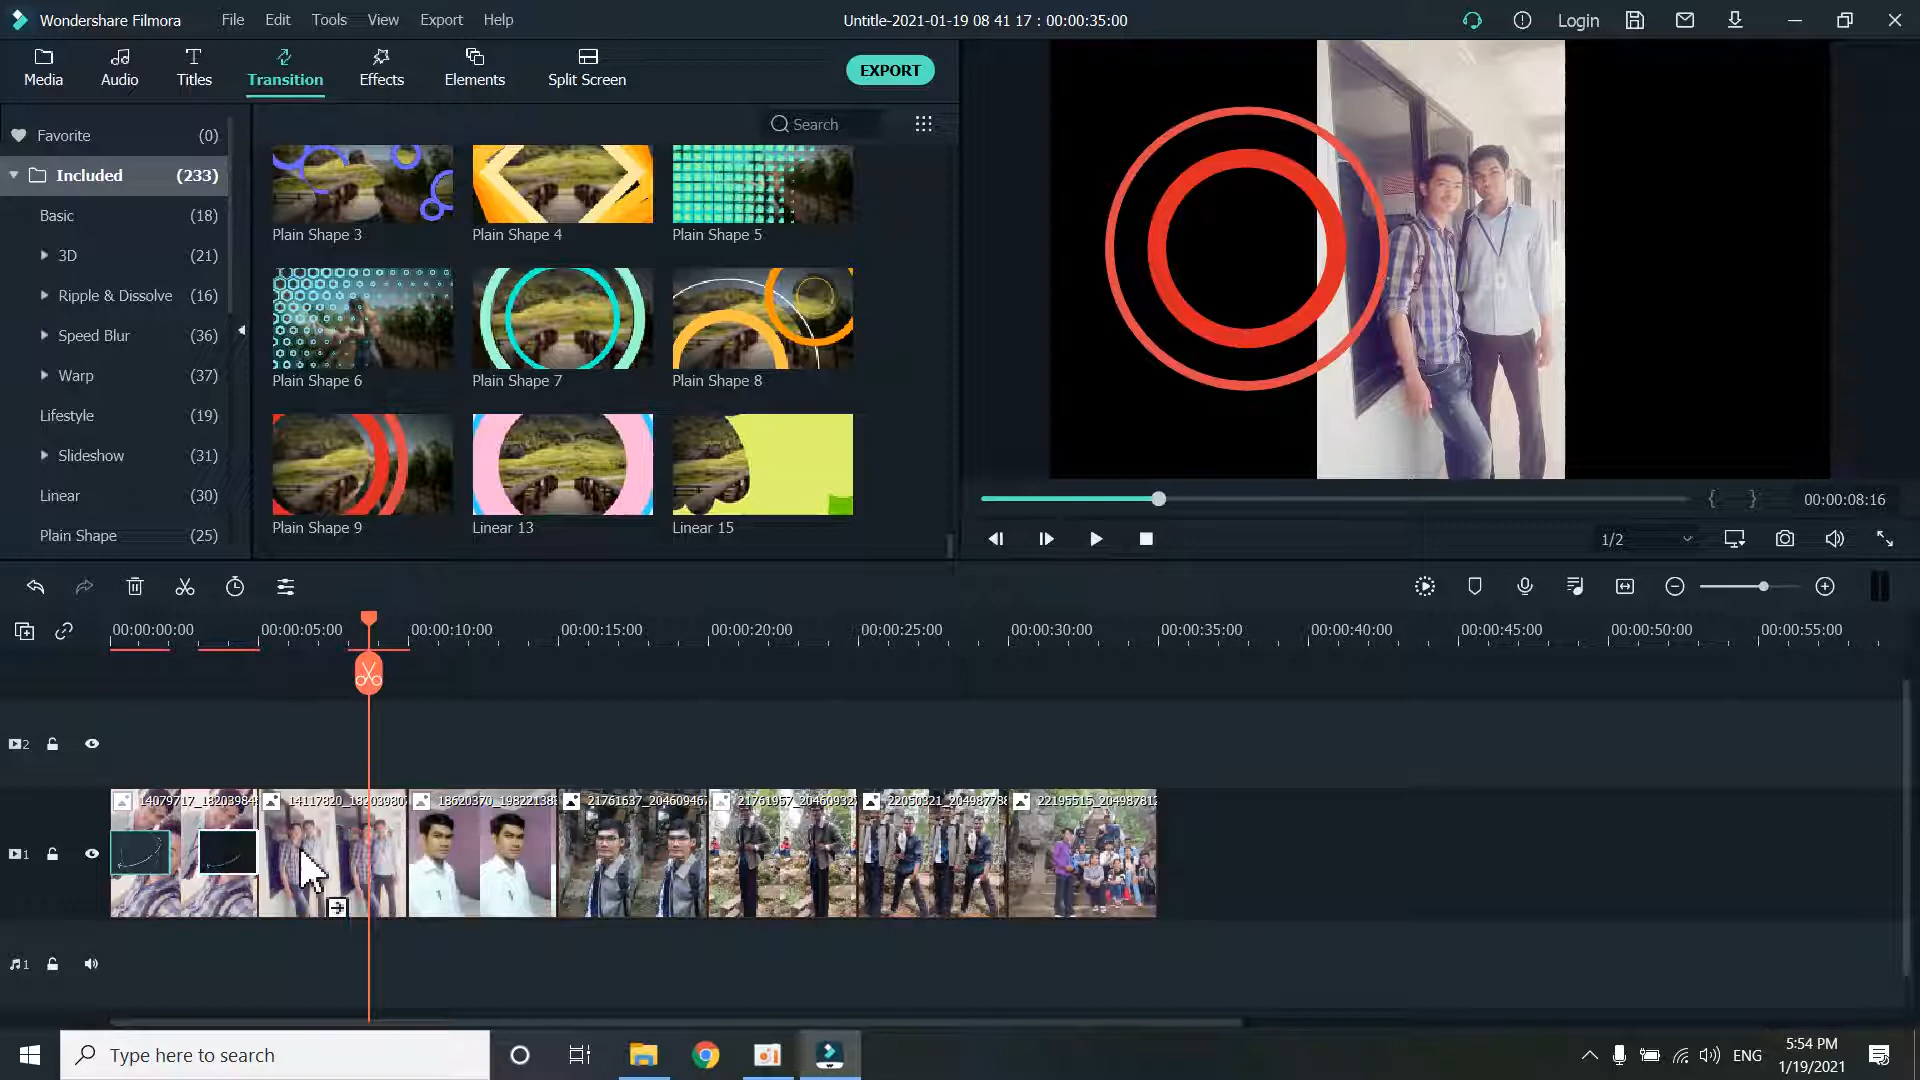 Wondershare Filmora
File
Edit
Tools
View
Export
Help
Untitle-2021-01-19 08 41 17 : 00:00:35:00
Login
Media
Audio
Titles
Transition
Effects
Elements
Split Screen
EXPORT
Favorite (0)
Included (233)
Basic (18)
3D (21)
Ripple & Dissolve (16)
Speed Blur (36)
Warp (37)
Lifestyle (19)
Slideshow (31)
Linear (30)
Plain Shape (25)
Search
Plain Shape 3
Plain Shape 4
Plain Shape 5
Plain Shape 6
Plain Shape 7
Plain Shape 8
Plain Shape 9
Linear 13
Linear 15
00:00:08:16
1/2
00:00:00:00
00:00:05:00
00:00:10:00
00:00:15:00
00:00:20:00
00:00:25:00
00:00:30:00
00:00:35:00
00:00:40:00
00:00:45:00
00:00:50:00
00:00:55:00
2
1
14079717_18203984
14117820_18203980
18620370_19822138
21761637_20460946
21761957_20460932
22050321_20498778
22195515_20498781
1
Type here to search
ENG
5:54 PM
1/19/2021